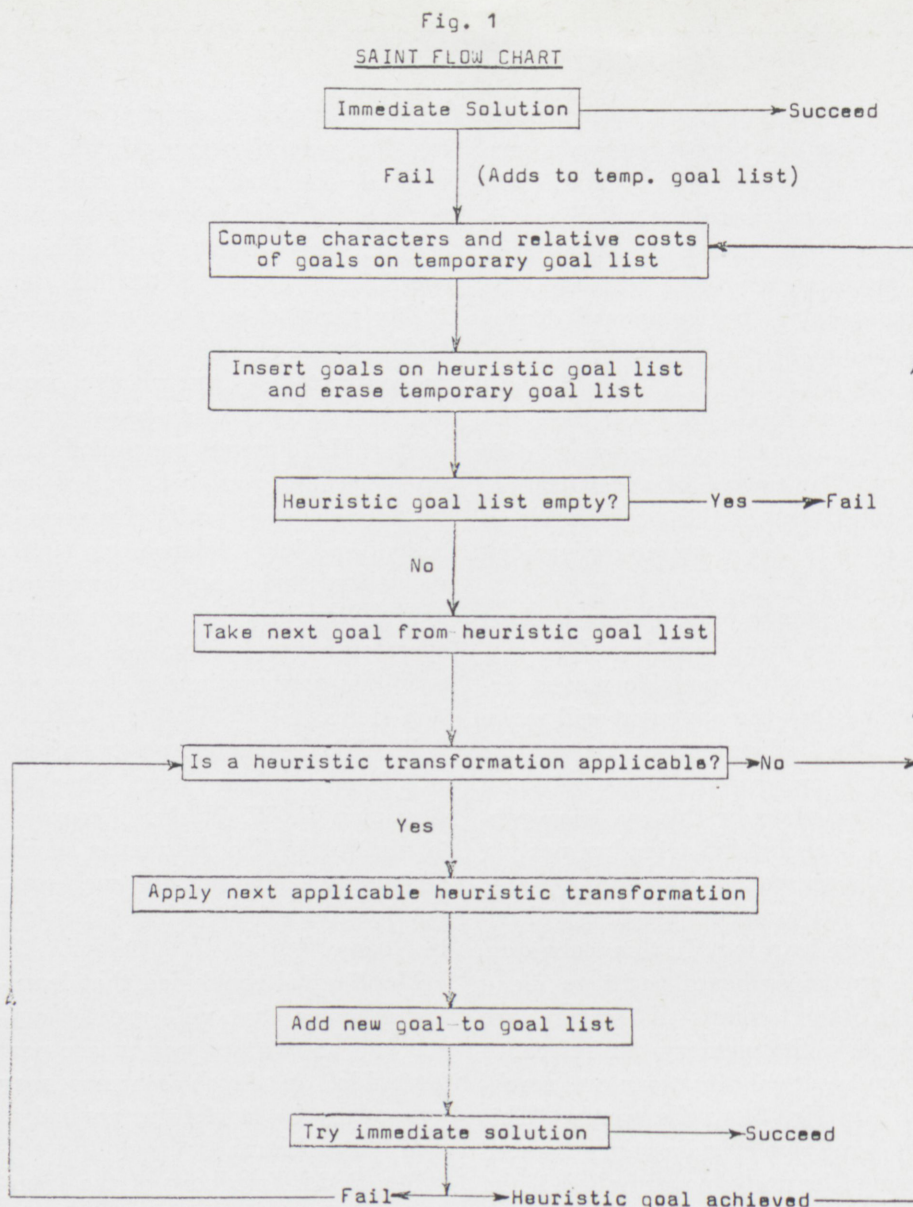 Fig. 1
SAINT FLOW CHART
Immediate Solution
Succeed
Fail (Adds to temp. goal list)
Compute characters and relative costs
of goals on temporary goal list
Insert goals on heuristic goal list
and erase temporary goal list
Heuristic goal list empty? Yes Fail
No
Take next goal from heuristic goal list
Is a heuristic transformation applicable? No
Yes
Apply next applicable heuristic transformation
Add new goal to goal list
Try immediate solution
Succeed
Fail
Heuristic goal achieved